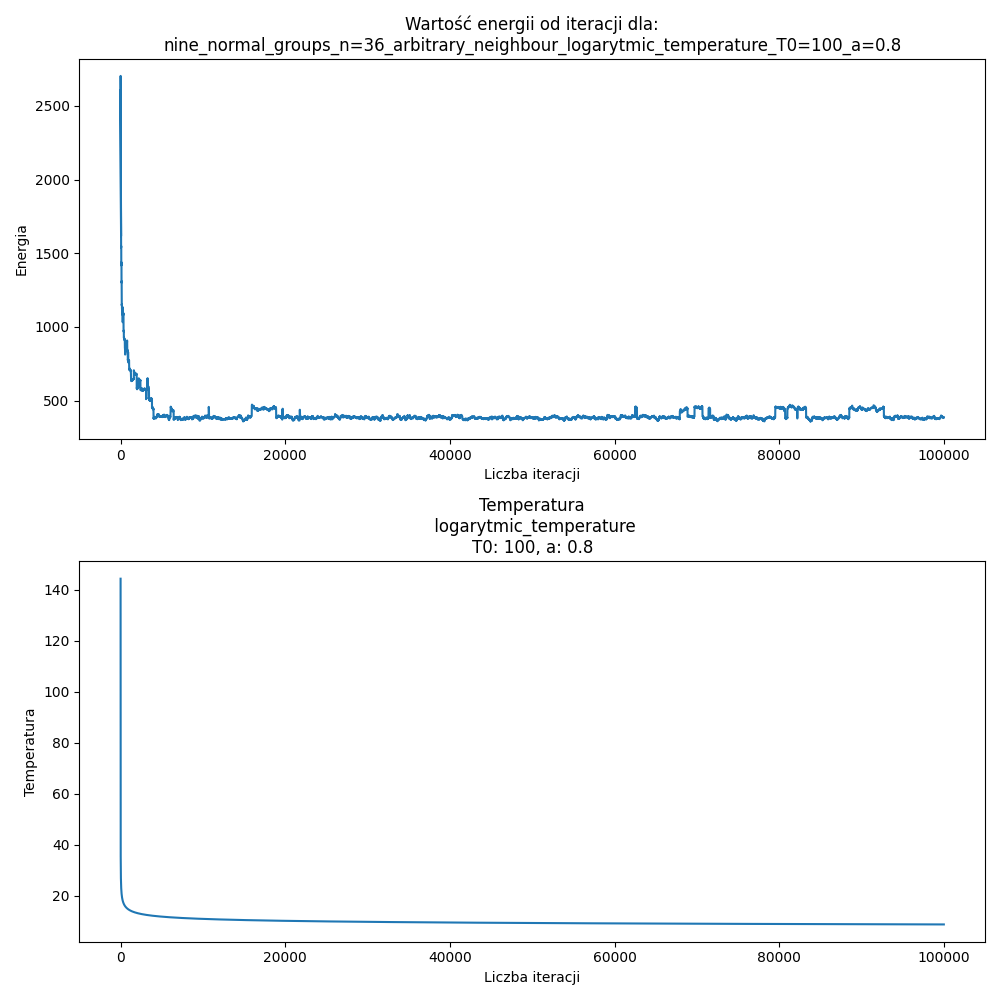 Wartość energii od iteracji dla:
nine_normal_groups_n=36_arbitrary_neighbour_logarytmic_temperature_T0=100_a=0.8
2500
2000
1500
1000
500
Energia
0 20000 40000 60000 80000 100000
Liczba iteracji
Temperatura
logarytmic_temperature
T0: 100, a: 0.8
140
120
100
80
60
40
20
Temperatura
0 20000 40000 60000 80000 100000
Liczba iteracji